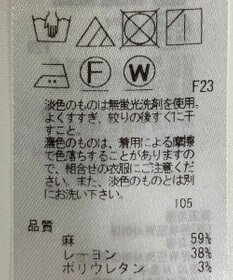 F
W
F23
淡色のものは無蛍光洗剤を使用。
よくすすぎ、絞りの後すぐに干
すこと。
濃色のものは、着用による摩擦
で色落ちすることがありますの
で、組合せの衣服にご注意くだ
さい。また、淡色のものとは別
にお洗い下さい。
105
品質
麻 59%
レーヨン 38%
ポリウレタン 3%